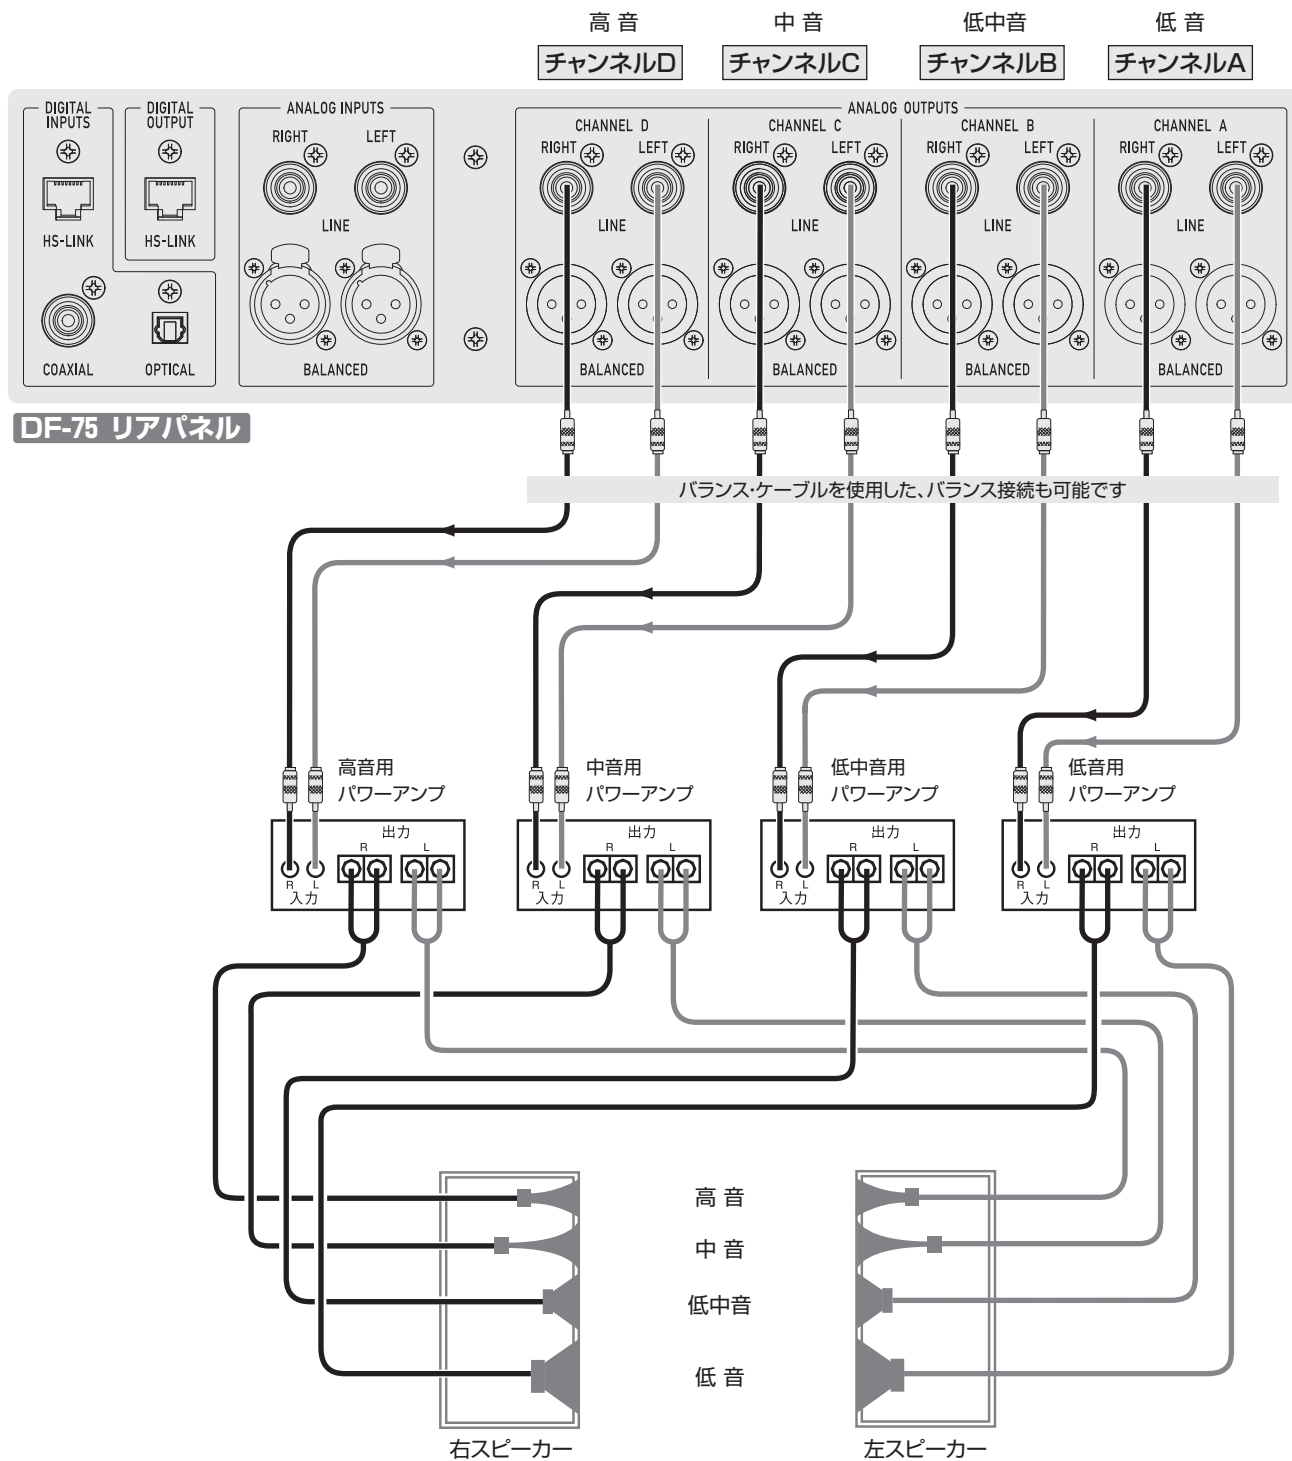 高 音 中 音 低中音 低 音
チャンネルD チャンネルC チャンネルB チャンネルA
DIGITAL INPUTS
HS-LINK
COAXIAL
DIGITAL OUTPUT
HS-LINK
OPTICAL
ANALOG INPUTS
RIGHT LEFT
LINE
BALANCED
ANALOG OUTPUTS
CHANNEL D
RIGHT LEFT
LINE
BALANCED
CHANNEL C
RIGHT LEFT
LINE
BALANCED
CHANNEL B
RIGHT LEFT
LINE
BALANCED
CHANNEL A
RIGHT LEFT
LINE
BALANCED
DF-75 リアパネル
バランス・ケーブルを使用した、バランス接続も可能です
高音用
パワーアンプ
出力
R L
R L
入力
中音用
パワーアンプ
出力
R L
R L
入力
低中音用
パワーアンプ
出力
R L
R L
入力
低音用
パワーアンプ
出力
R L
R L
入力
高 音
中 音
低中音
低 音
右スピーカー 左スピーカー